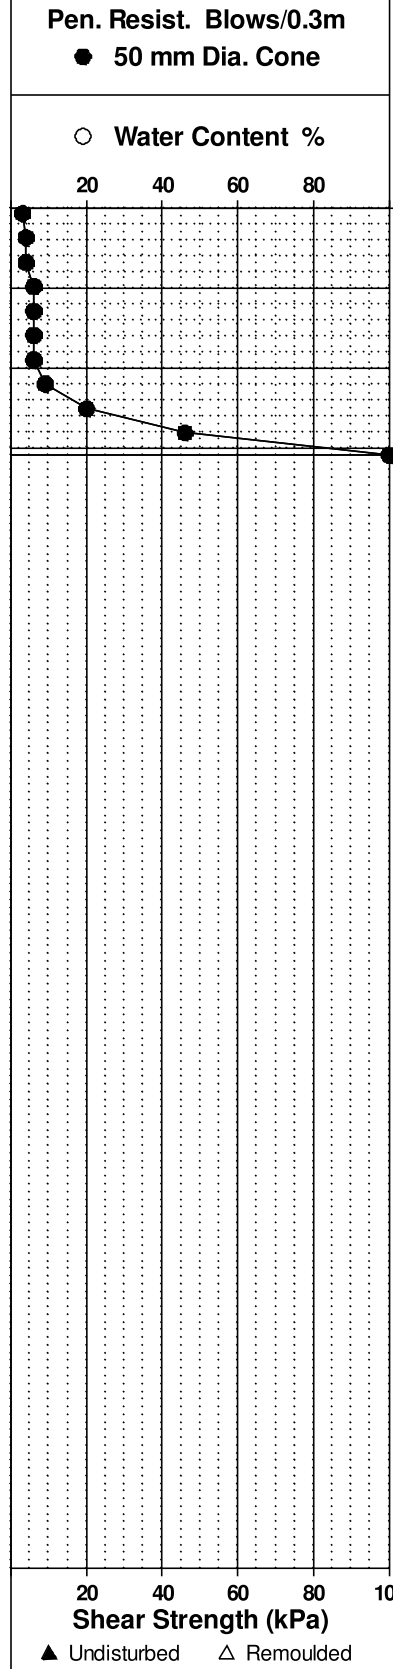 Pen. Resist. Blows/0.3m
● 50 mm Dia. Cone
○ Water Content %
20 40 60 80
20 40 60 80 10
Shear Strength (kPa)
▲ Undisturbed △ Remoulded